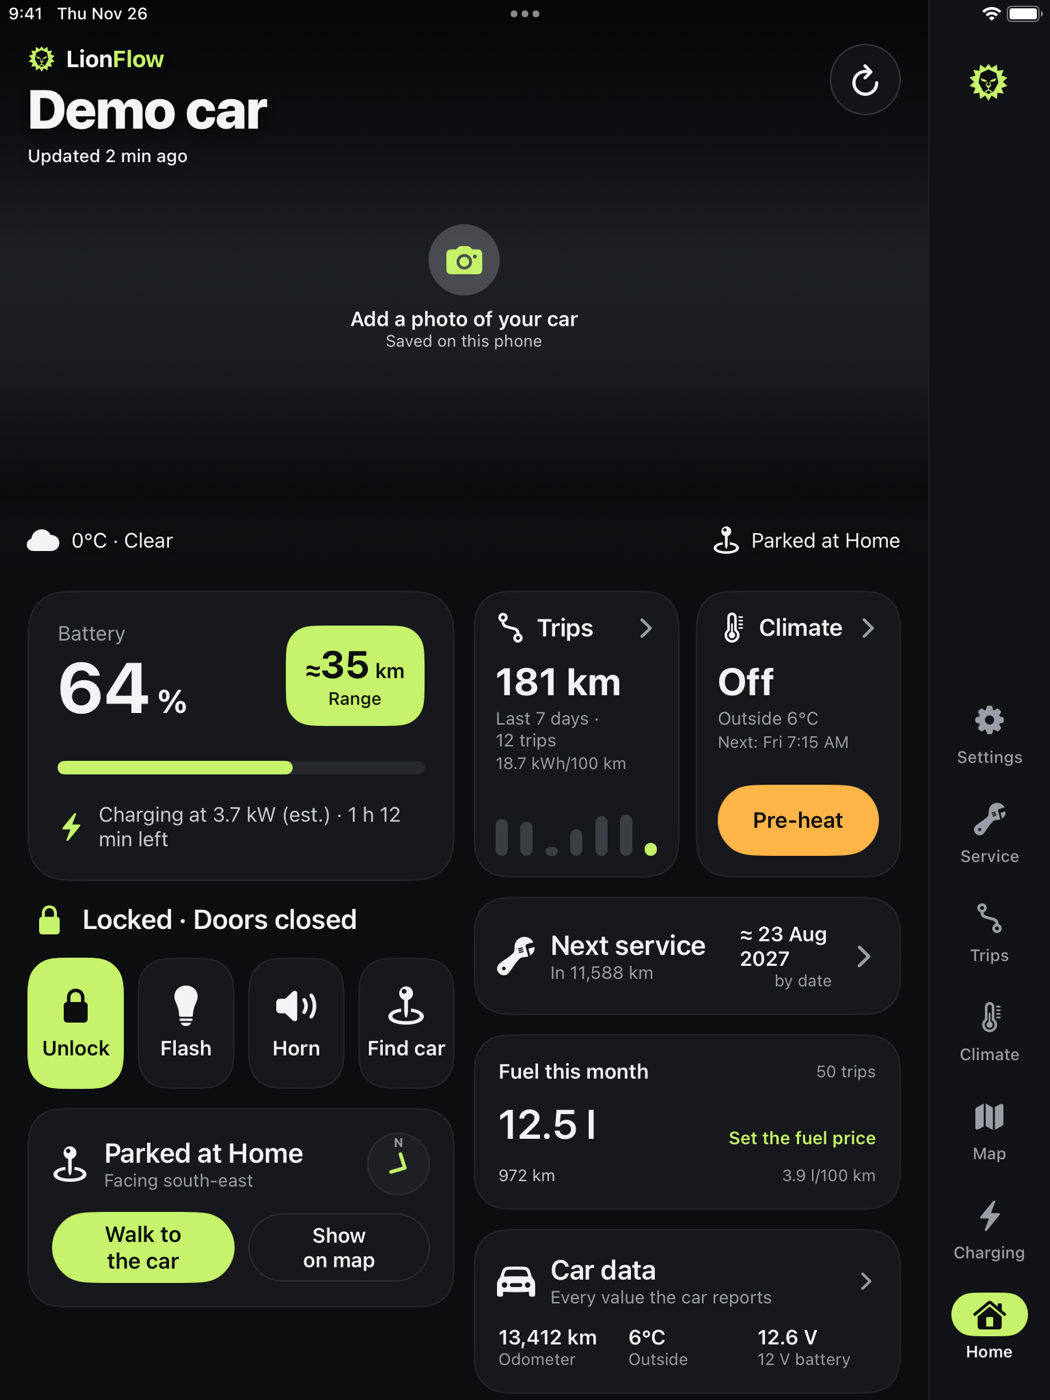 9:41 Thu Nov 26
LionFlow
Demo car
Updated 2 min ago
Add a photo of your car
Saved on this phone
0°C · Clear
Parked at Home
Battery
64 %
≈35 km
Range
Charging at 3.7 kW (est.) · 1 h 12
min left
Trips
181 km
Last 7 days ·
12 trips
18.7 kWh/100 km
Climate
Off
Outside 6°C
Next: Fri 7:15 AM
Pre-heat
Locked · Doors closed
Unlock
Flash
Horn
Find car
Parked at Home
Facing south-east
N
Walk to
the car
Show
on map
Next service
In 11,588 km
≈ 23 Aug
2027
by date
Fuel this month
50 trips
12.5 l
Set the fuel price
972 km
3.9 l/100 km
Car data
Every value the car reports
13,412 km
Odometer
6°C
Outside
12.6 V
12 V battery
Settings
Service
Trips
Climate
Map
Charging
Home